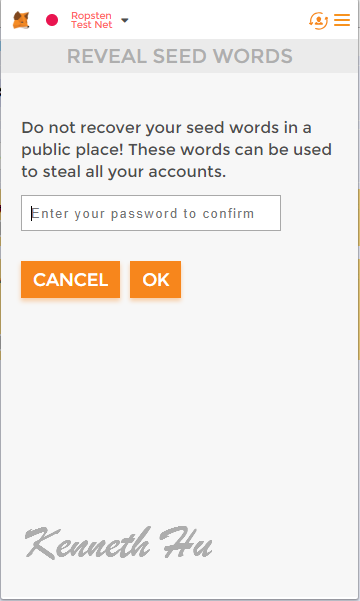 Ropsten
Test Net
REVEAL SEED WORDS
Do not recover your seed words in a
public place! These words can be used
to steal all your accounts.
Enter your password to confirm
CANCEL OK
Kenneth Hu